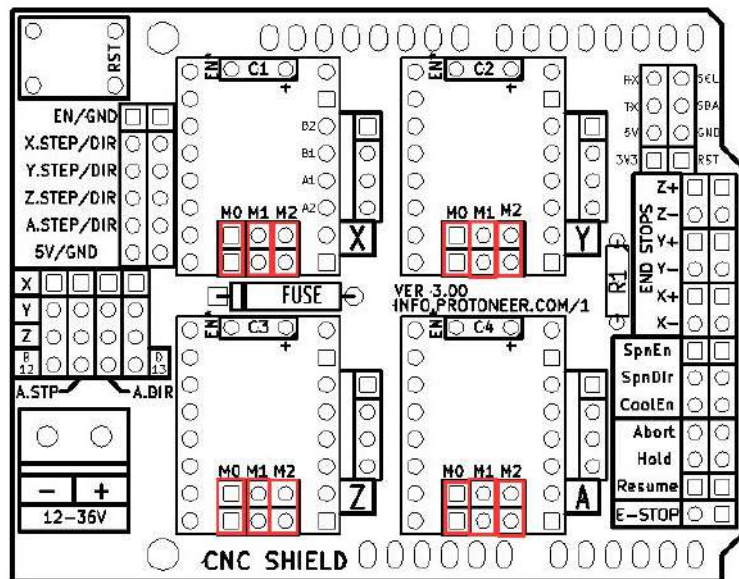 RST
EN*
C1
+
EN*
C2
+
EN/GND
X.STEP/DIR
Y.STEP/DIR
Z.STEP/DIR
A.STEP/DIR
5V/GND
B2
B1
A1
A2
M0 M1 M2
X
M0 M1 M2
Y
RX SCL
TX SDA
5V GND
3V3 RST
END STOPS
Z+
Z-
Y+
Y-
X+
X-
R1
X
Y
Z
D 12
D 13
A.STP
A.DIR
FUSE
VER 3.00
INFO.PROTONEER.COM/1
EN*
C3
+
EN*
C4
+
SpnEn
SpnDir
CoolEn
Abort
Hold
Resume
E-STOP
- +
12-36V
M0 M1 M2
Z
M0 M1 M2
A
CNC SHIELD